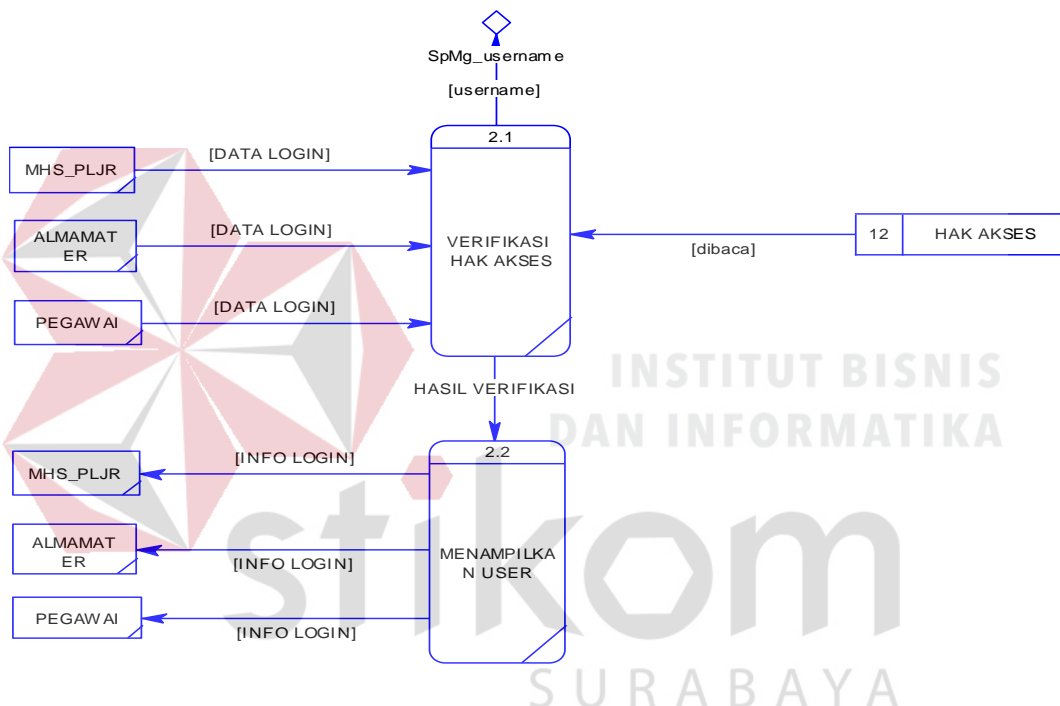 SpMg_username
[username]
2.1
MHS_PLJR
[DATA LOGIN]
ALMAMAT
ER
[DATA LOGIN]
VERIFIKASI
HAK AKSES
[dibaca]
12
HAK AKSES
PEGAWAI
[DATA LOGIN]
INSTITUT BISNIS
DAN INFORMATIKA
HASIL VERIFIKASI
2.2
MHS_PLJR
[INFO LOGIN]
ALMAMAT
ER
[INFO LOGIN]
MENAMPILKA
N USER
PEGAWAI
[INFO LOGIN]
stikom
SURABAYA